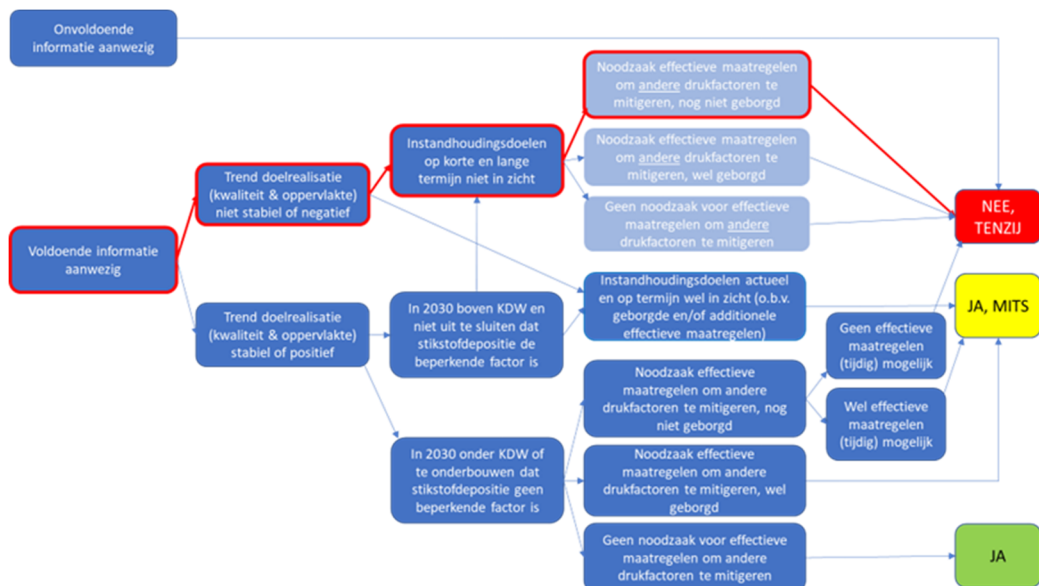 Onvoldoende
informatie aanwezig
Noodzaak effectieve maatregelen
om andere drukfactoren te
mitigeren, nog niet geborgd
Instandhoudingsdoelen
op korte en lange
termijn niet in zicht
Noodzaak effectieve
maatregelen om
andere drukfactoren te
mitigeren, wel geborgd
Trend doelrealisatie
(kwaliteit & oppervlakte)
niet stabiel of negatief
Geen noodzaak voor effectieve
maatregelen om andere
drukfactoren te mitigeren
NEE,
TENZIJ
Voldoende informatie
aanwezig
Instandhoudingsdoelen actueel
en op termijn wel in zicht (o.b.v.
geborgde en/of additionele
effectieve maatregelen)
JA, MITS
Trend doelrealisatie
(kwaliteit & oppervlakte)
stabiel of positief
In 2030 boven KDW en
niet uit te sluiten dat
stikstofdepositie de
beperkende factor is
Geen effectieve
maatregelen
(tijdig) mogelijk
Noodzaak effectieve
maatregelen om andere
drukfactoren te mitigeren, nog
niet geborgd
Wel effectieve
maatregelen
(tijdig) mogelijk
In 2030 onder KDW of
te onderbouwen dat
stikstofdepositie geen
beperkende factor is
Noodzaak effectieve
maatregelen om andere
drukfactoren te mitigeren, wel
geborgd
Geen noodzaak voor effectieve
maatregelen om andere
drukfactoren te mitigeren
JA